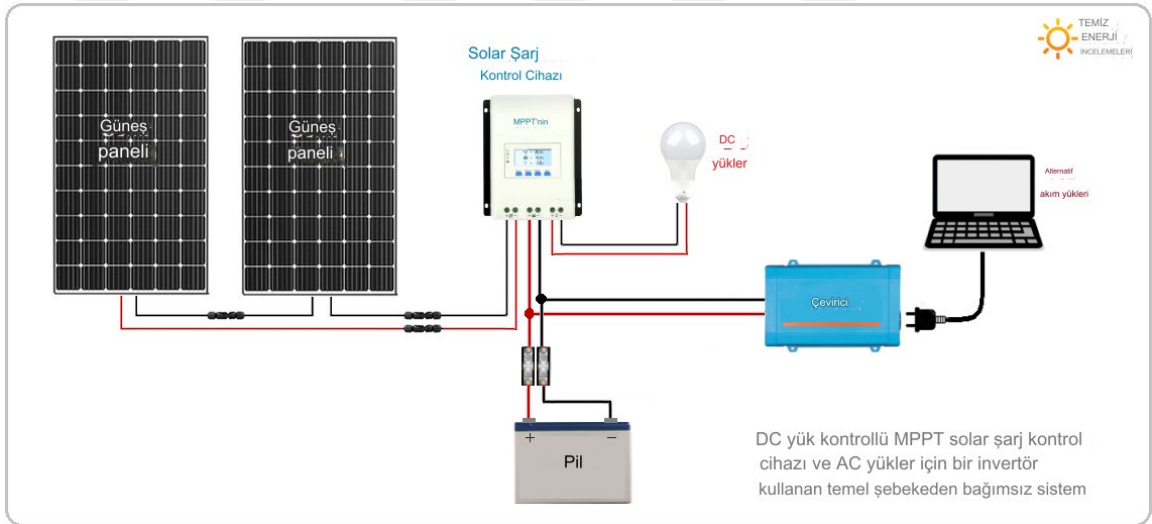 TEMİZ
ENERJİ
İNCELEMELERİ
Solar Şarj
Kontrol Cihazı
MPPT'nin
Güneş
paneli
Güneş
paneli
DC
yükler
Alternatif
akım yükleri
Çevirici
+
−
Pil
DC yük kontrollü MPPT solar şarj kontrol
cihazı ve AC yükler için bir invertör
kullanan temel şebekeden bağımsız sistem